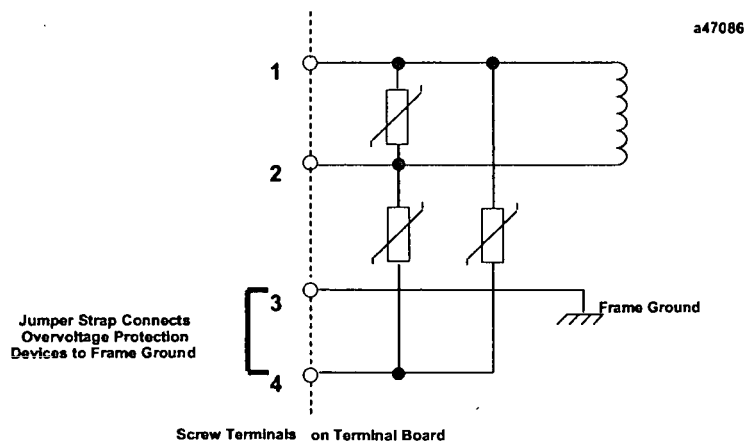 a47086
1
2
3
Frame Ground
Jumper Strap Connects
Overvoltage Protection
Devices to Frame Ground
4
Screw Terminals on Terminal Board